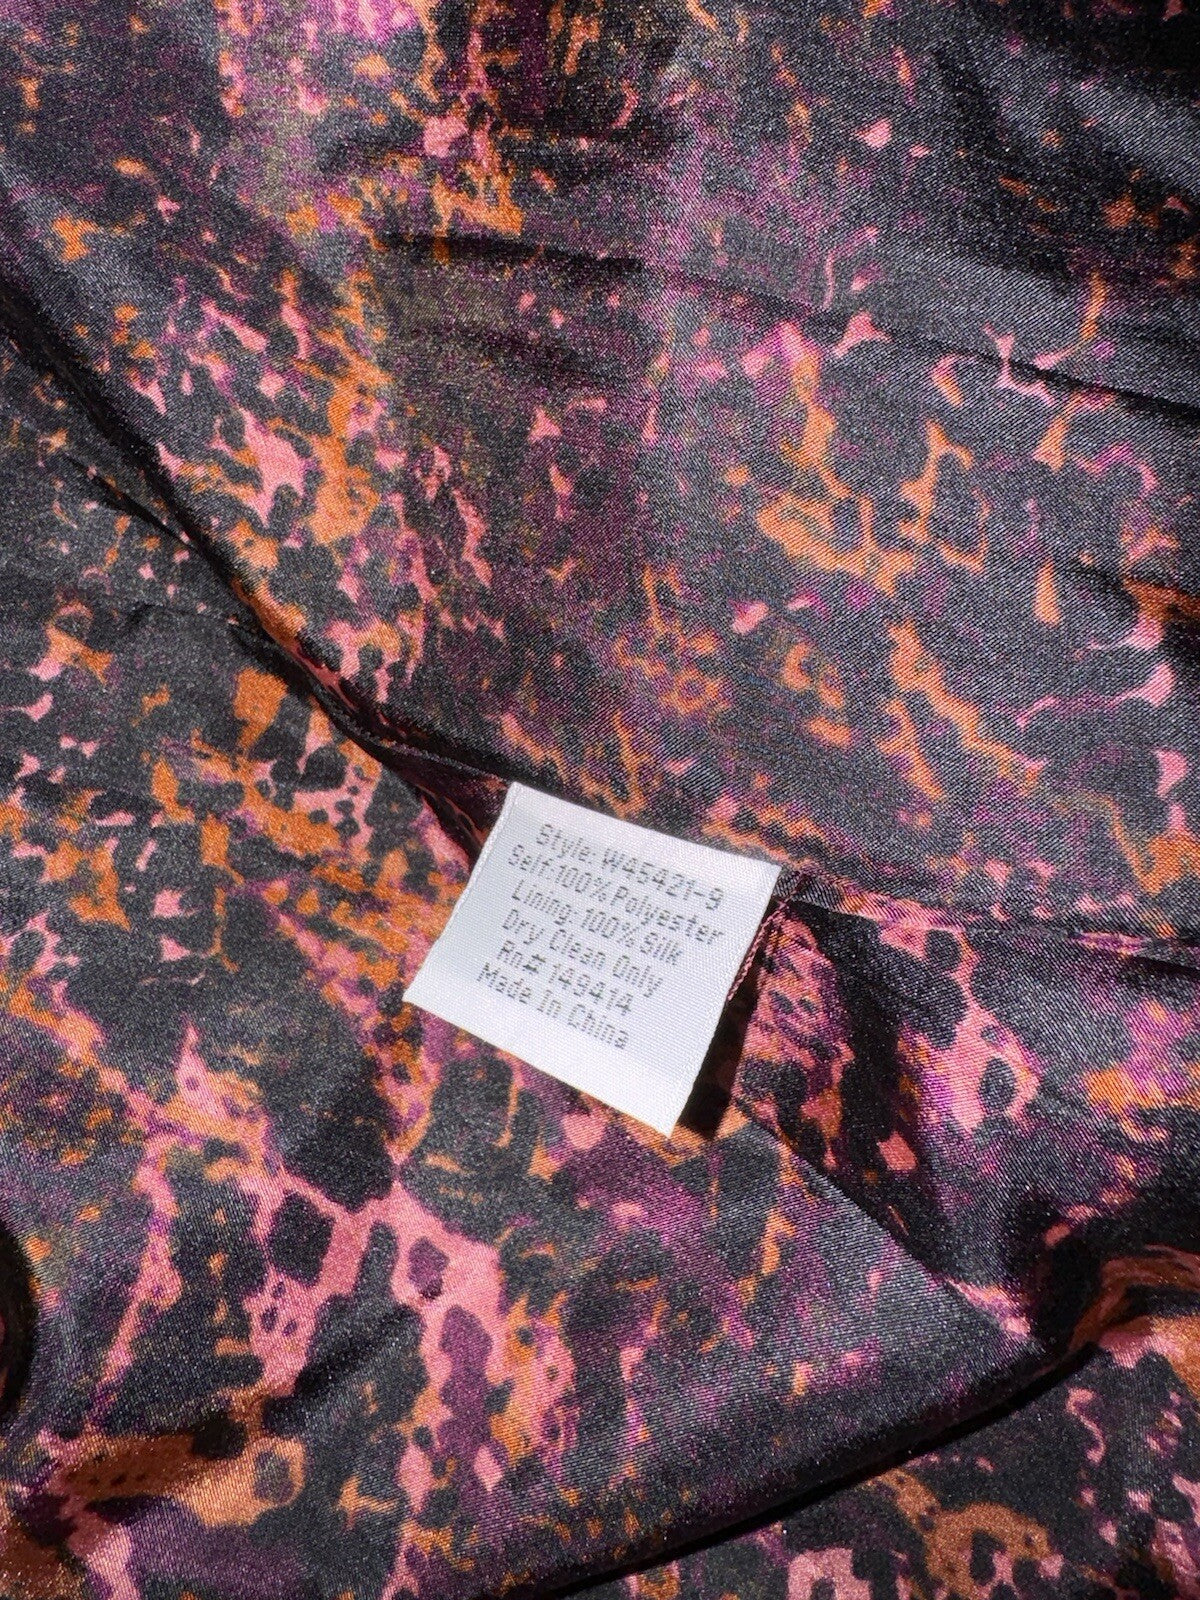 Style: W45421-9
Self:100% Polyester
Lining:100% Silk
Dry Clean Only
Rn# 149414
Made In China